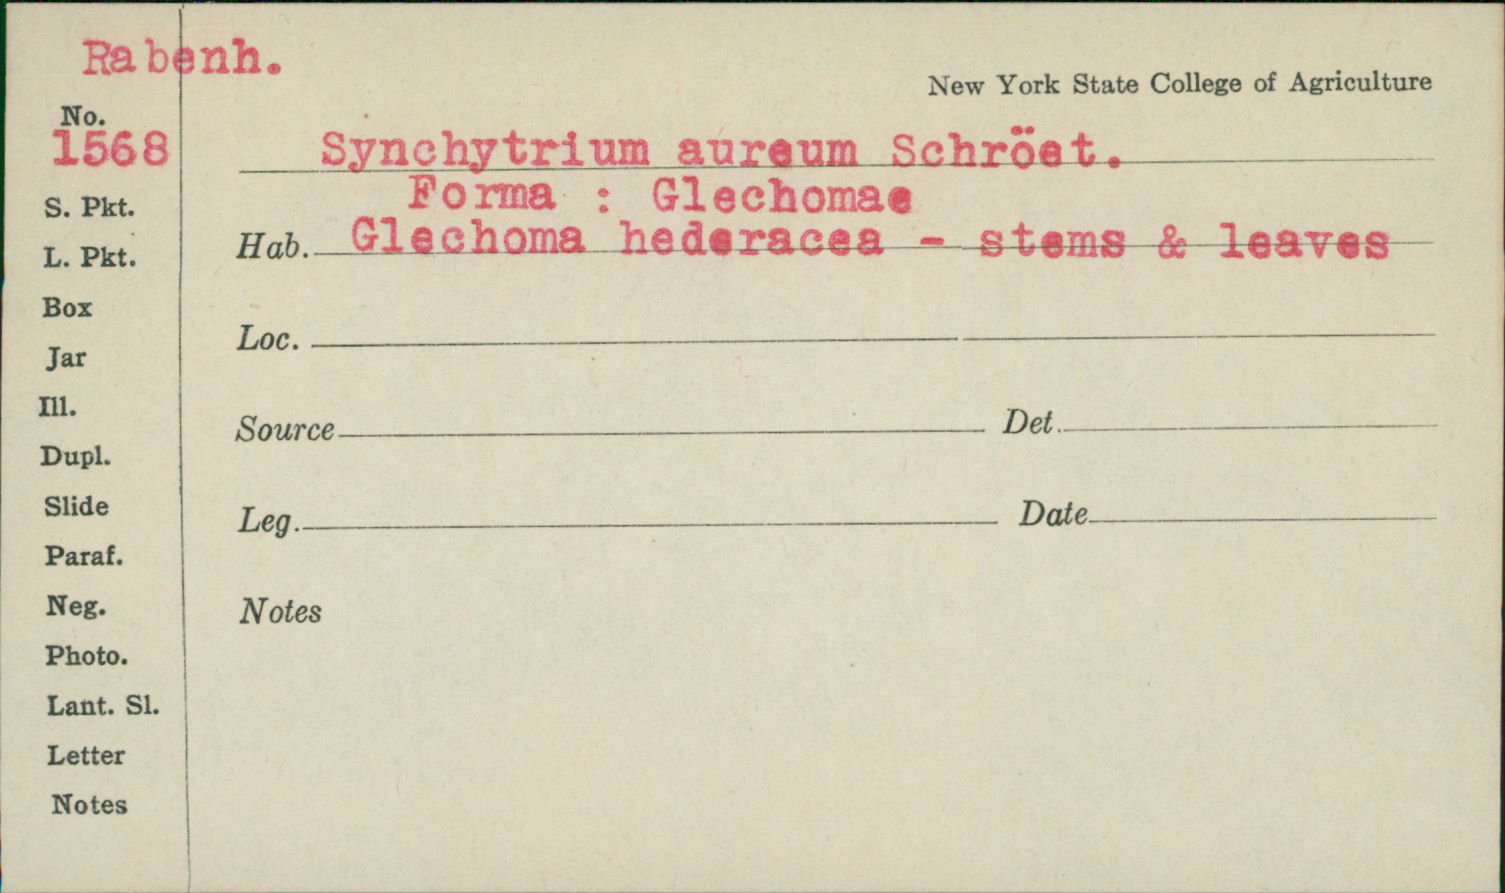 Rabenh.
New York State College of Agriculture
No.
1568
Synchytrium aureum Schröet.
Forma : Glechomae
Hab. Glechoma hederacea - stems & leaves
S. Pkt.
L. Pkt.
Box
Jar
Ill.
Dupl.
Slide
Paraf.
Neg.
Photo.
Lant. Sl.
Letter
Notes
Loc.
Source
Det.
Leg.
Date
Notes